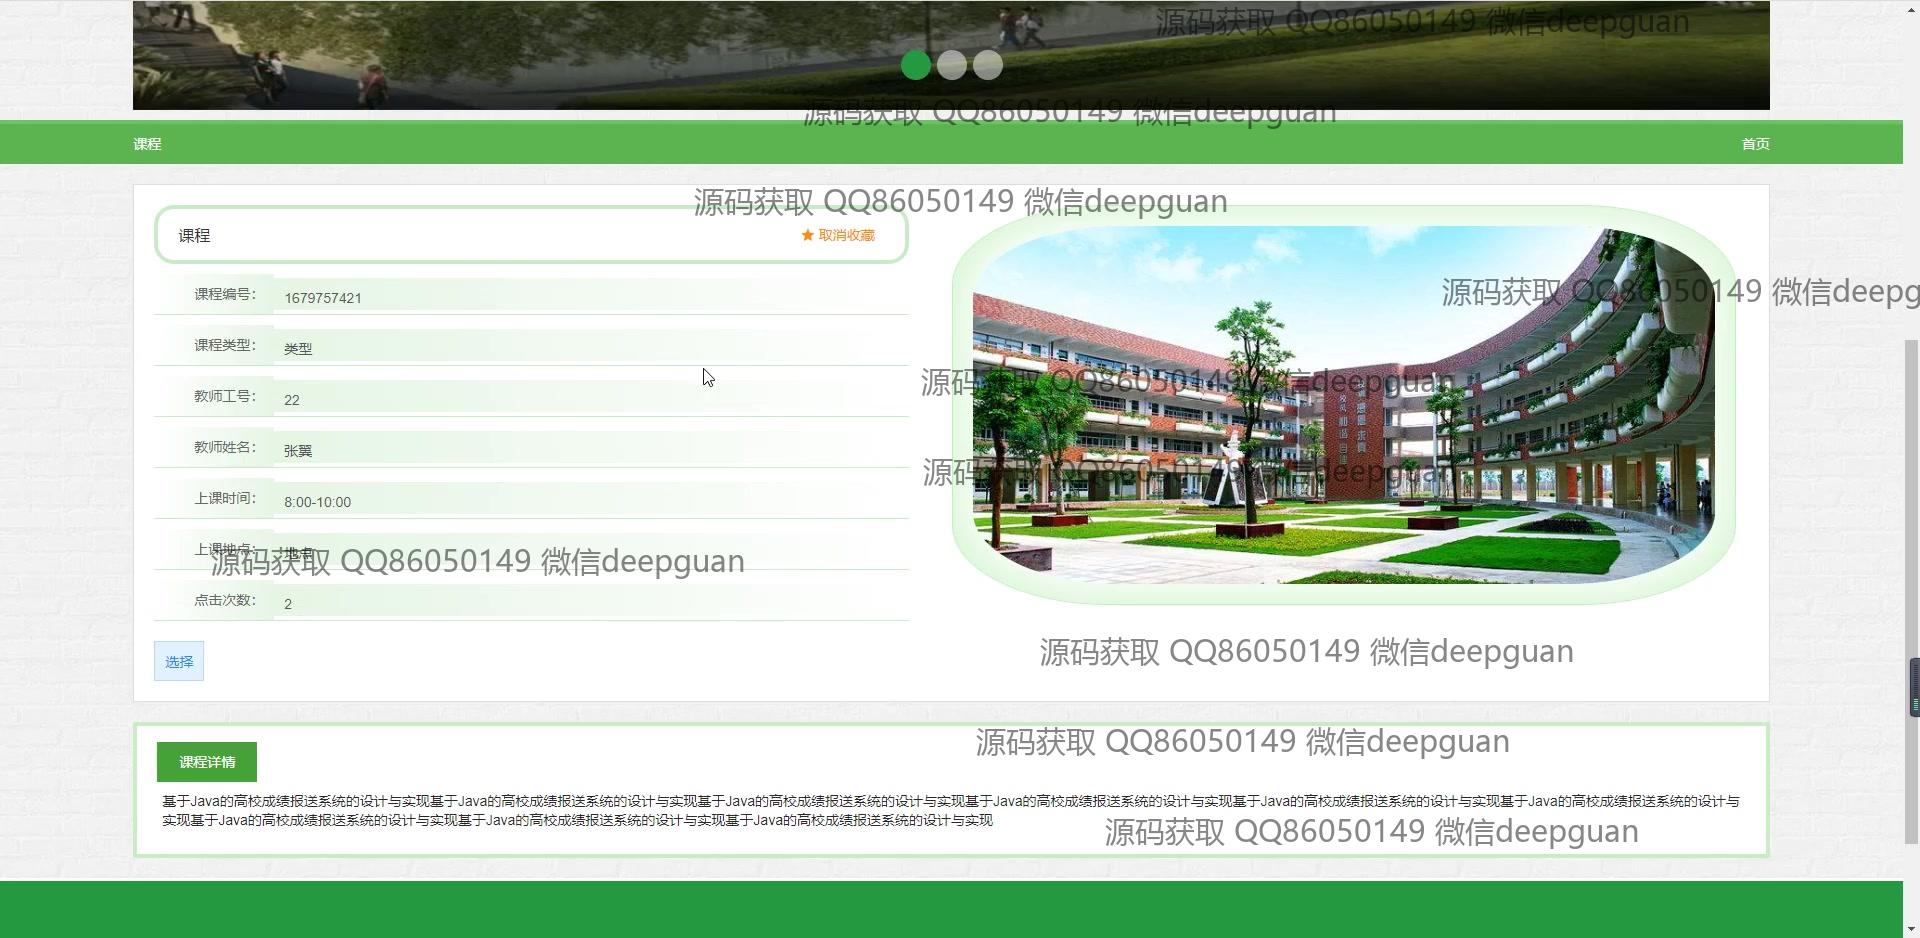 源码获取 QQ86050149 微信deepguan
源码获取 QQ86050149 微信deepguan
课程
首页
源码获取 QQ86050149 微信deepguan
课程
★ 取消收藏
课程编号：
1679757421
源码获取 QQ86050149 微信deepg
课程类型：
类型
教师工号：
22
源码获取 QQ86050149 微信deepguan
教师姓名：
张翼
源码获取 QQ86050149 微信deepguan
上课时间：
8:00-10:00
上课地点：
地点
源码获取 QQ86050149 微信deepguan
点击次数：
2
选择
源码获取 QQ86050149 微信deepguan
源码获取 QQ86050149 微信deepguan
课程详情
基于Java的高校成绩报送系统的设计与实现基于Java的高校成绩报送系统的设计与实现基于Java的高校成绩报送系统的设计与实现基于Java的高校成绩报送系统的设计与实现基于Java的高校成绩报送系统的设计与实现基于Java的高校成绩报送系统的设计与
实现基于Java的高校成绩报送系统的设计与实现基于Java的高校成绩报送系统的设计与实现基于Java的高校成绩报送系统的设计与实现
源码获取 QQ86050149 微信deepguan